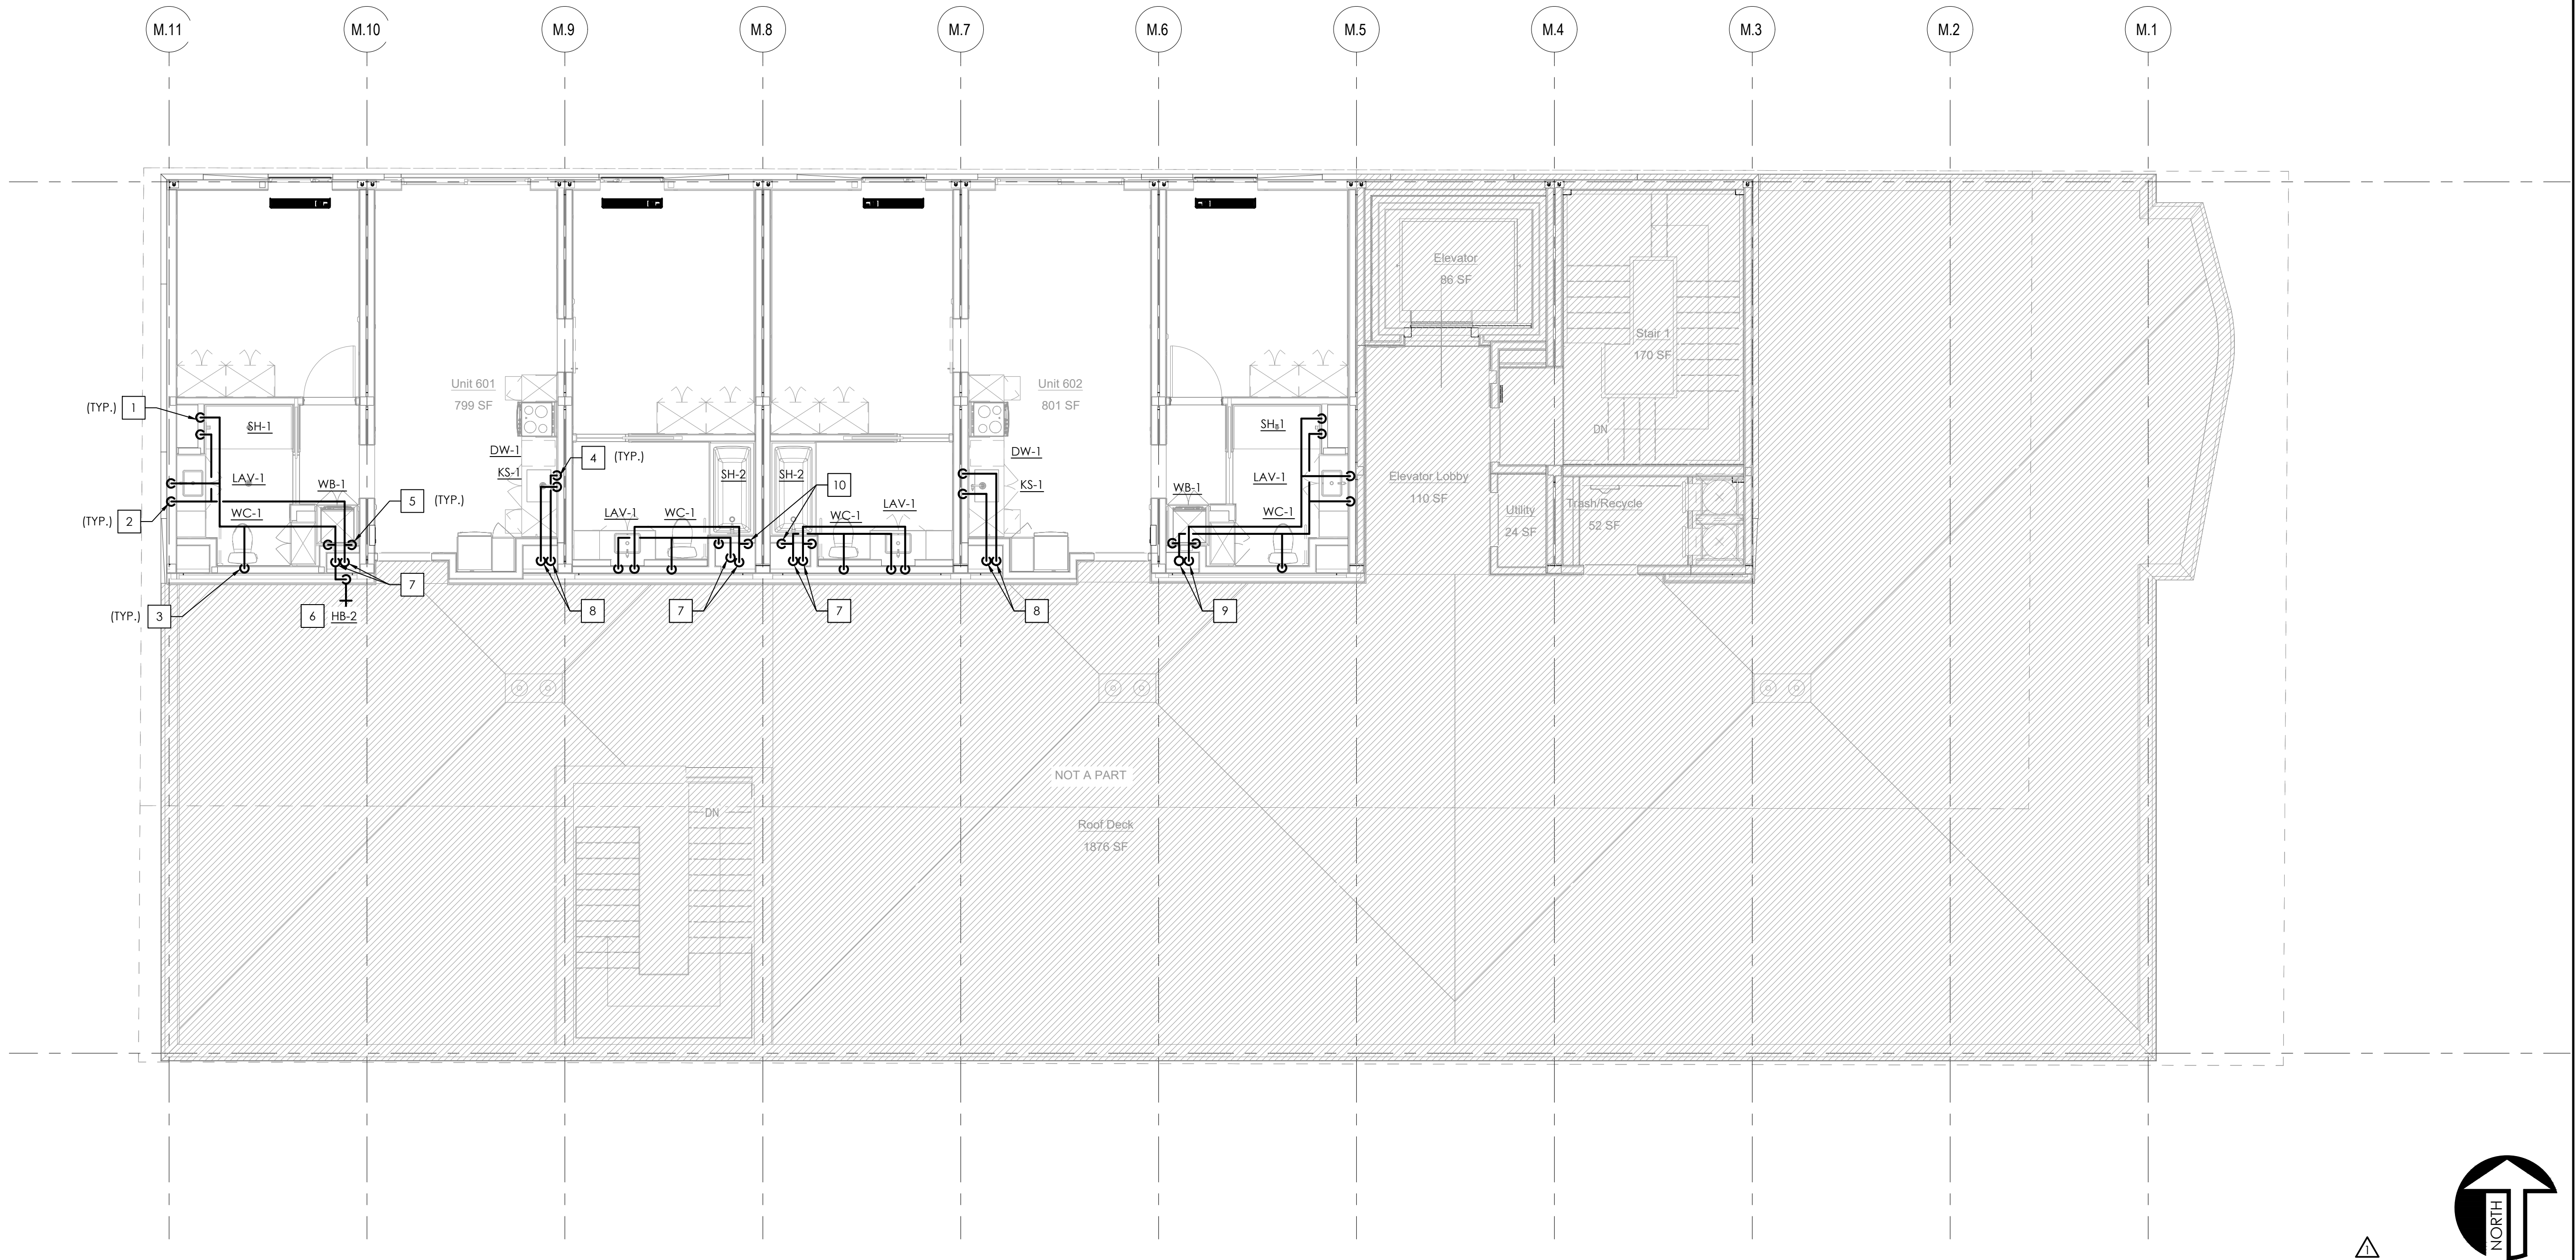 M.11
M.10
M.9
M.8
M.7
M.6
M.5
M.4
M.3
M.2
M.1
Elevator
86 SF
Stair 1
170 SF
Unit 601
799 SF
Unit 602
801 SF
(TYP.) 1
SH-1
SH 1
DN
DW-1
4 (TYP.)
DW-1
KS-1
SH-2
SH-2
LAV-1
WB-1
10
KS-1
WB-1
LAV-1
Elevator Lobby
110 SF
5 (TYP.)
Trash/Recycle
52 SF
Utility
24 SF
(TYP.) 2
WC-1
LAV-1
WC-1
WC-1
LAV-1
WC-1
7
(TYP.) 3
6 HB-2
8
7
7
8
9
NOT A PART
DN
Roof Deck
1876 SF
NORTH
1